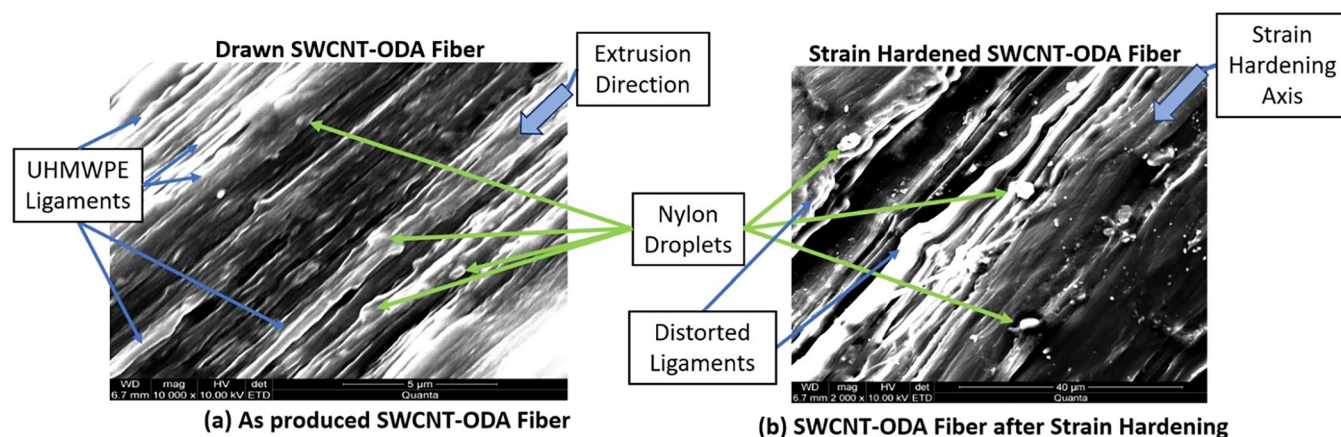 Drawn SWCNT-ODA Fiber
Extrusion
Direction
UHMWPE
Ligaments
WD mag HV det 5 µm
6.7 mm 10 000 x 10.00 kV ETD Quanta
(a) As produced SWCNT-ODA Fiber
Nylon
Droplets
Distorted
Ligaments
Strain Hardened SWCNT-ODA Fiber
Strain
Hardening
Axis
WD mag HV det 40 µm
6.7 mm 2 000 x 10.00 kV ETD Quanta
(b) SWCNT-ODA Fiber after Strain Hardening